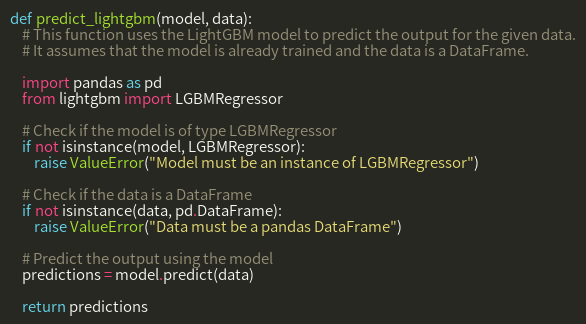 def predict_lightgbm(model, data):
    # This function uses the LightGBM model to predict the output for the given data.
    # It assumes that the model is already trained and the data is a DataFrame.

    import pandas as pd
    from lightgbm import LGBMRegressor

    # Check if the model is of type LGBMRegressor
    if not isinstance(model, LGBMRegressor):
        raise ValueError("Model must be an instance of LGBMRegressor")

    # Check if the data is a DataFrame
    if not isinstance(data, pd.DataFrame):
        raise ValueError("Data must be a pandas DataFrame")

    # Predict the output using the model
    predictions = model.predict(data)

    return predictions